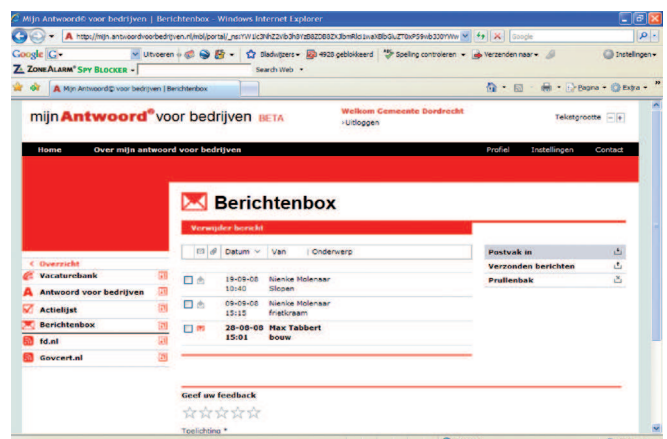 Mijn Antwoord© voor bedrijven | Berichtenbox - Windows Internet Explorer
Google
Google G
Uitvoeren
Bladwijzers
4928 geblokkeerd
Spelling controleren
Verzenden naar
Instellingen
ZONEALARM® SPY BLOCKER
Search Web
Mijn Antwoord© voor bedrijven | Berichtenbox
Pagina
Extra
mijn Antwoord® voor bedrijven BETA
Welkom Gemeente Dordrecht
Uitloggen
Tekstgrootte - +
Home Over mijn antwoord voor bedrijven Profiel Instellingen Contact
Berichtenbox
Verwijder bericht
Datum Van | Onderwerp
19-09-08 Nienke Molenaar
10:40 Slopen
09-09-08 Nienke Molenaar
15:15 frietkraam
28-08-08 Max Tabbert
15:01 bouw
Postvak in
Verzonden berichten
Prullenbak
< Overzicht
Vacaturebank
Antwoord voor bedrijven
Actielijst
Berichtenbox
fd.nl
Govcert.nl
Geef uw feedback
Toelichting *